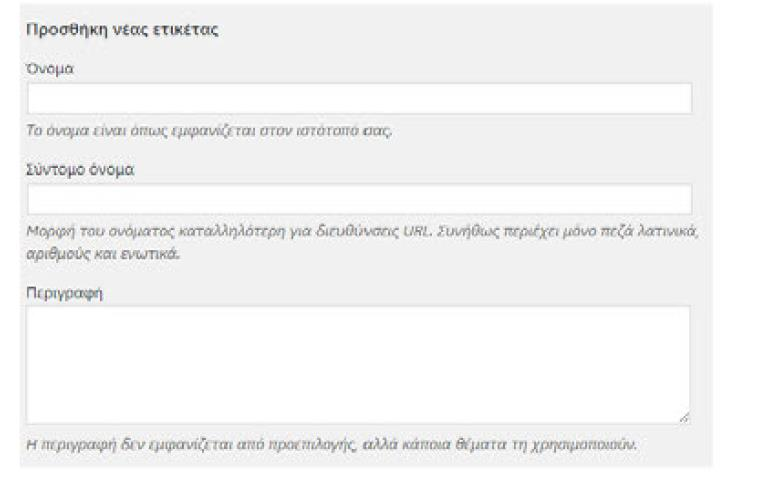 Προσθήκη νέας ετικέτας
Όνομα
Το όνομα είναι όπως εμφανίζεται στον ιστότοπό σας.
Σύντομο όνομα
Μορφή του ονόματος καταλληλότερη για διευθύνσεις URL. Συνήθως περιέχει μόνο πεζά λατινικά,
αριθμούς και ενωτικά.
Περιγραφή
Η περιγραφή δεν εμφανίζεται από προεπιλογής, αλλά κάποια θέματα τη χρησιμοποιούν.